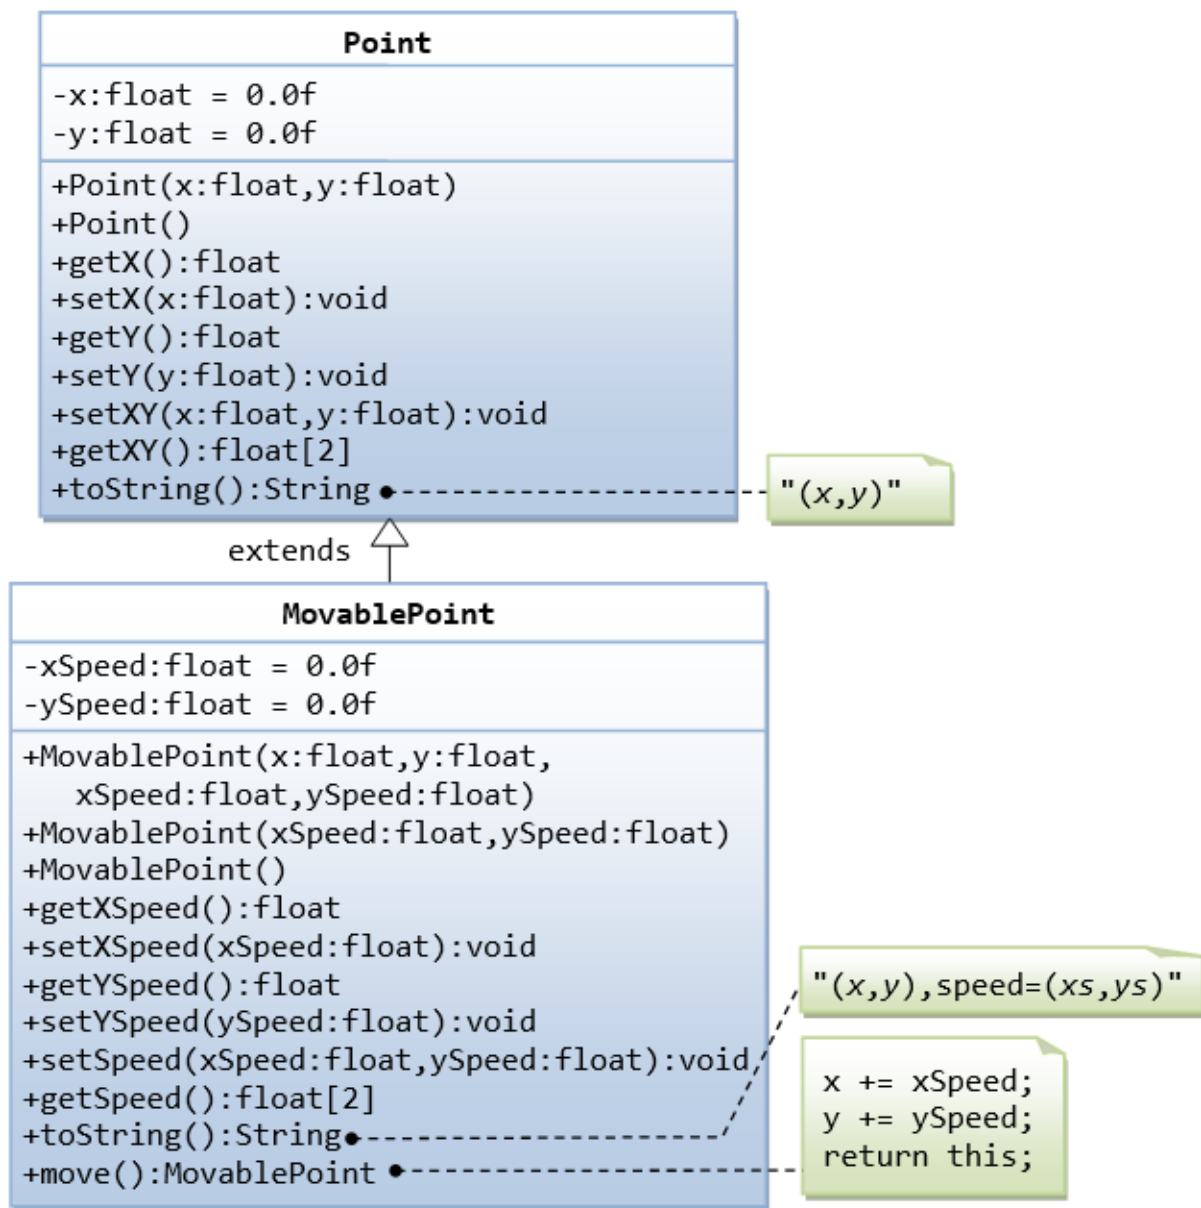 Point
-x:float = 0.0f
-y:float = 0.0f
+Point(x:float,y:float)
+Point()
+getX():float
+setX(x:float):void
+getY():float
+setY(y:float):void
+setXY(x:float,y:float):void
+getXY():float[2]
+toString():String
"(x,y)"
extends
MovablePoint
-xSpeed:float = 0.0f
-ySpeed:float = 0.0f
+MovablePoint(x:float,y:float,
xSpeed:float,ySpeed:float)
+MovablePoint(xSpeed:float,ySpeed:float)
+MovablePoint()
+getXSpeed():float
+setXSpeed(xSpeed:float):void
+getYSpeed():float
+setYSpeed(ySpeed:float):void
+setSpeed(xSpeed:float,ySpeed:float):void
+getSpeed():float[2]
+toString():String
+move():MovablePoint
"(x,y),speed=(xs,ys)"
x += xSpeed;
y += ySpeed;
return this;